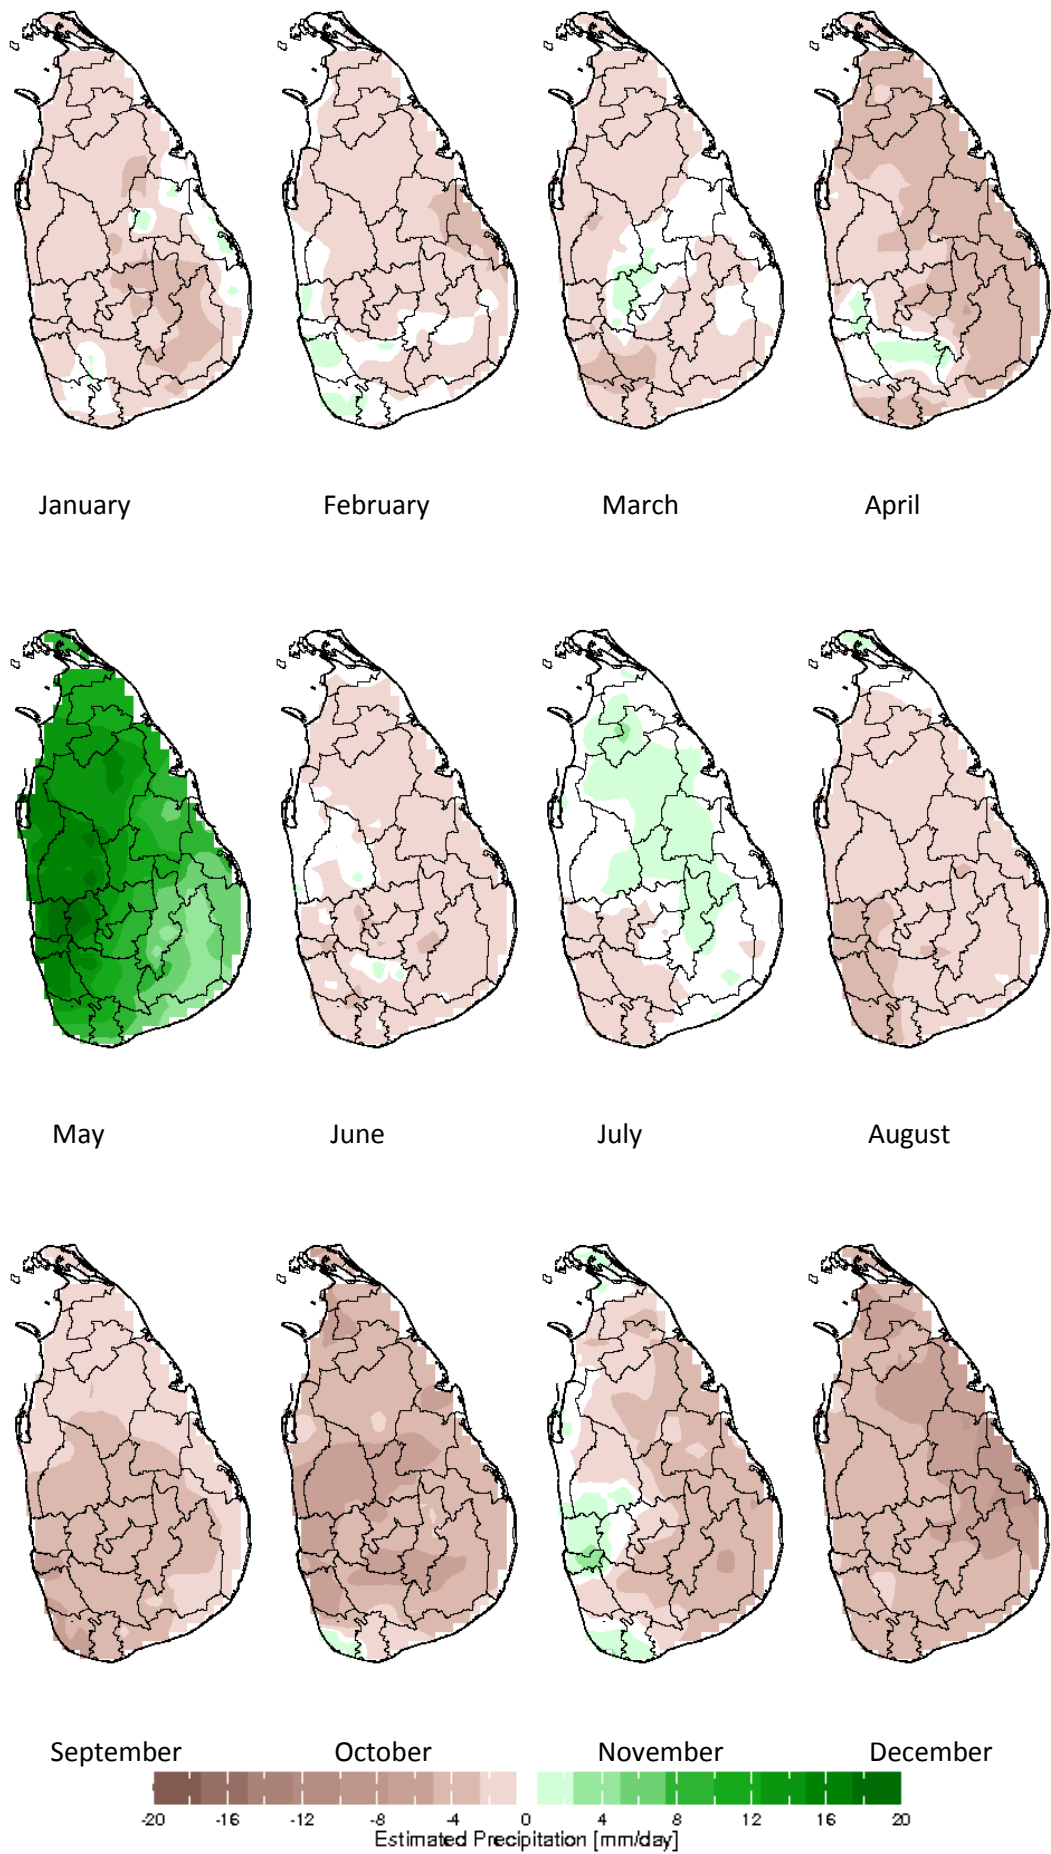 January February March April
May June July August
September October November December
-20 -16 -12 -8 -4 0 4 8 12 16 20
Estimated Precipitation [mm/day]